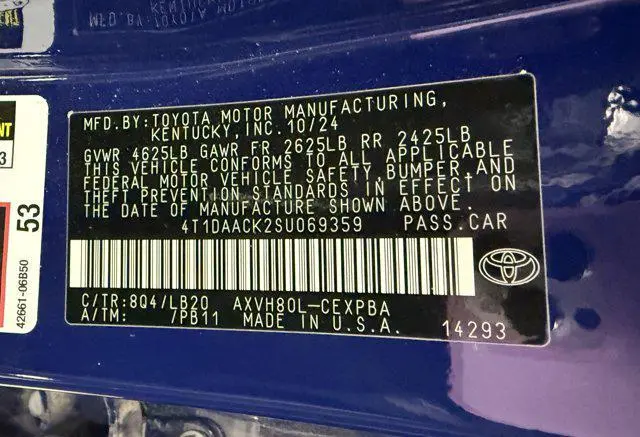 MFD.BY:TOYOTA MOTOR MANUFACTURING,
KENTUCKY,INC.10/24
GVWR 4625LB GAWR FR 2625LB RR 2425LB
THIS VEHICLE CONFORMS TO ALL APPLICABLE
FEDERAL MOTOR VEHICLE SAFETY,BUMPER,AND
THEFT PREVENTION STANDARDS IN EFFECT ON
THE DATE OF MANUFACTURE SHOWN ABOVE.
4T1DAACK2SU069359 PASS.CAR
C/TR:8Q4/LB20 AXVH80L-CEXPBA
A/TM: 7PB11 MADE IN U.S.A. 14293
53
42661-06B50
3